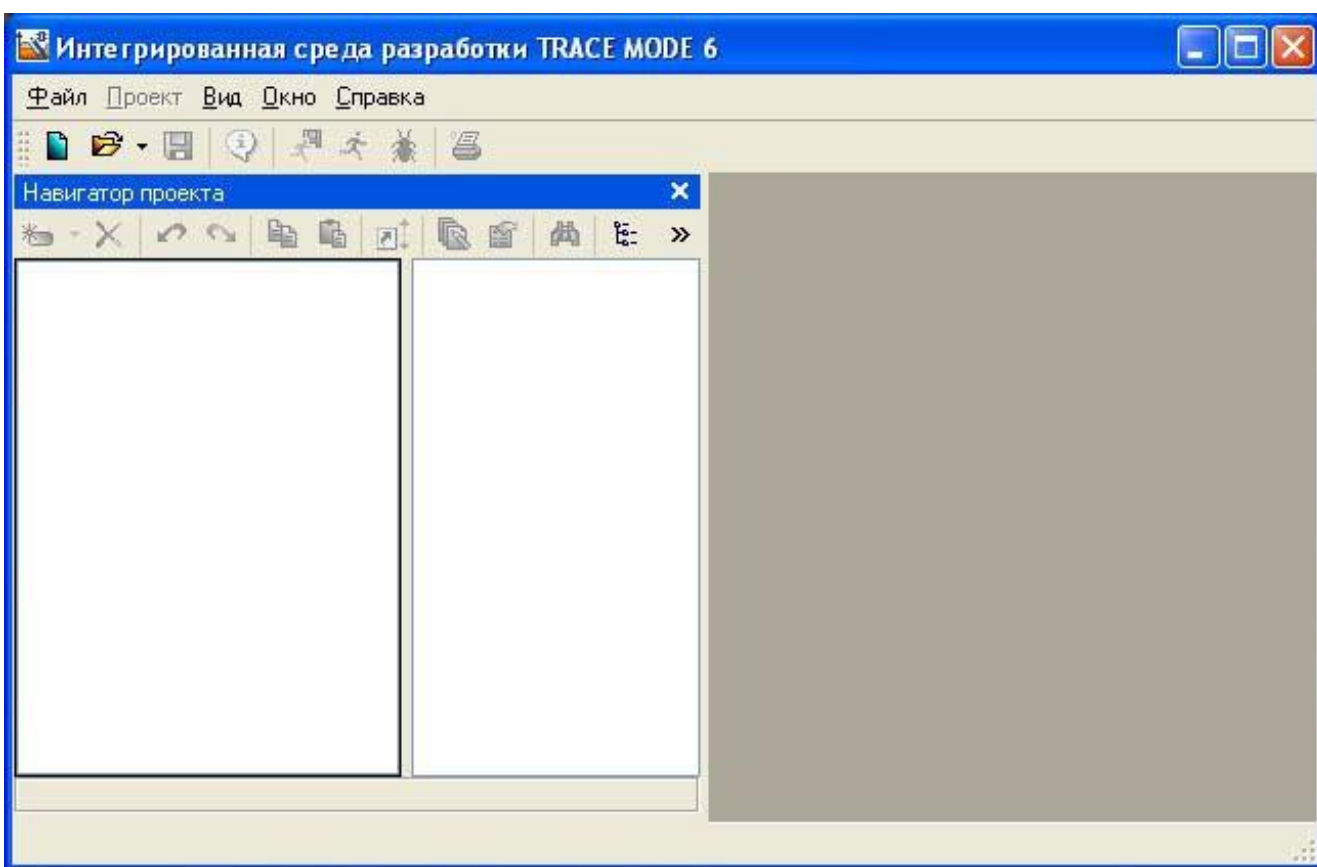 Интегрированная среда разработки TRACE MODE 6
Файл Проект Вид Окно Справка
Навигатор проекта